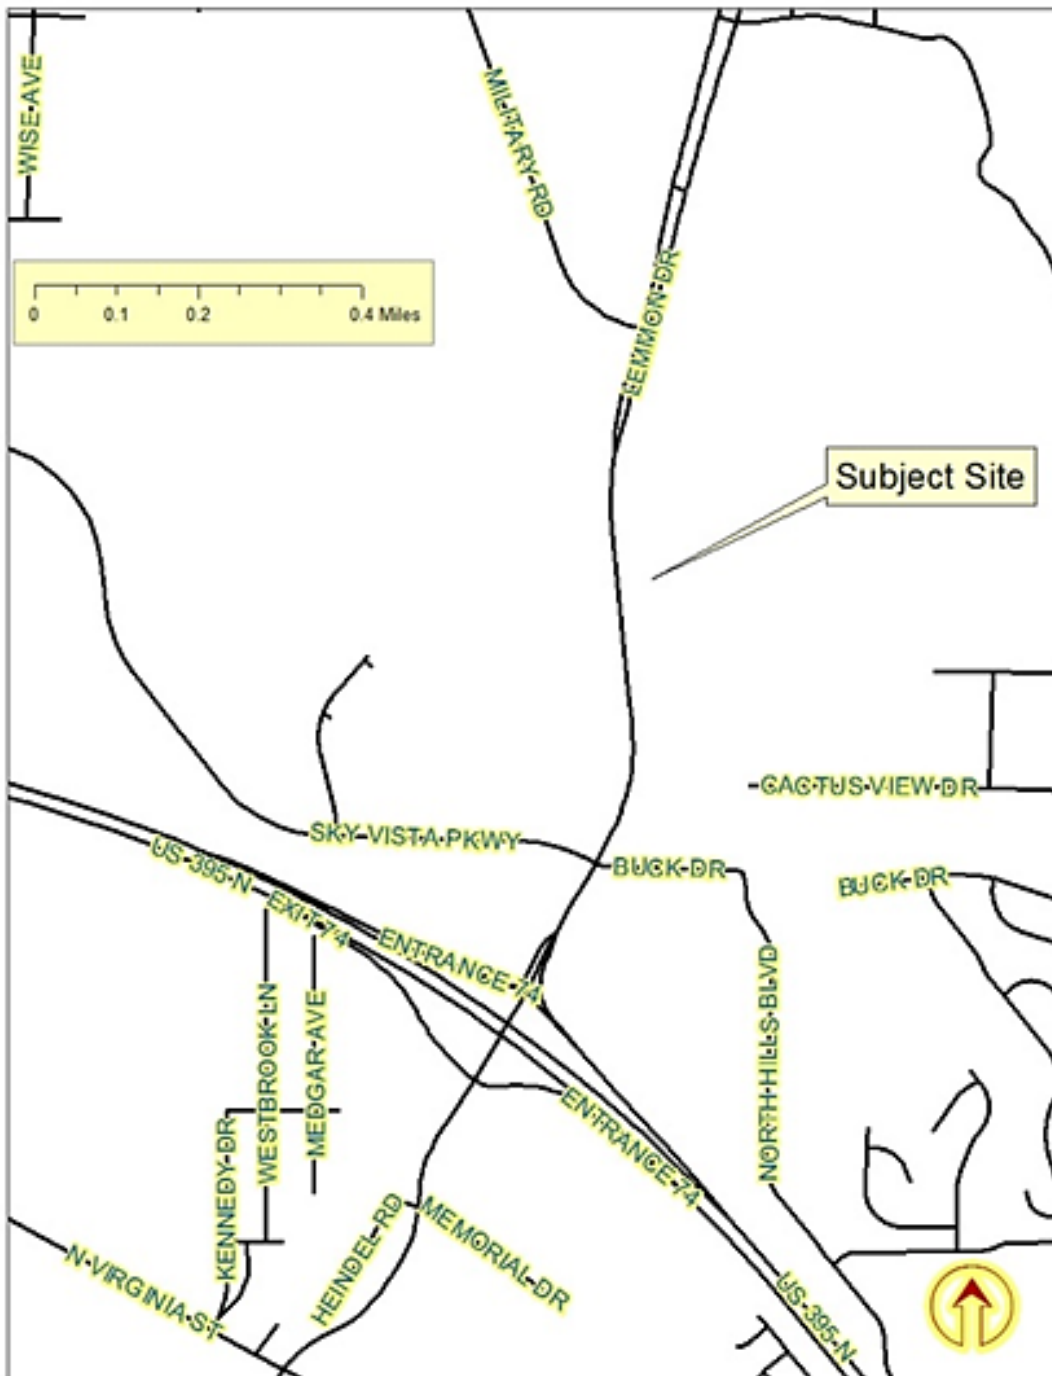 WISE AVE
MILITARY RD
LEMMON DR
0 0.1 0.2 0.4 Miles
Subject Site
CACTUS VIEW DR
SKY VISTA PKWY
BUCK DR
BUCK DR
US-395-N
EXIT 74
ENTRANCE 74
NORTH HILLS BLVD
WESTBROOK LN
MEDGAR AVE
KENNEDY DR
ENTRANCE 74
HEINDEL RD
MEMORIAL DR
N VIRGINIA ST
US-395-N